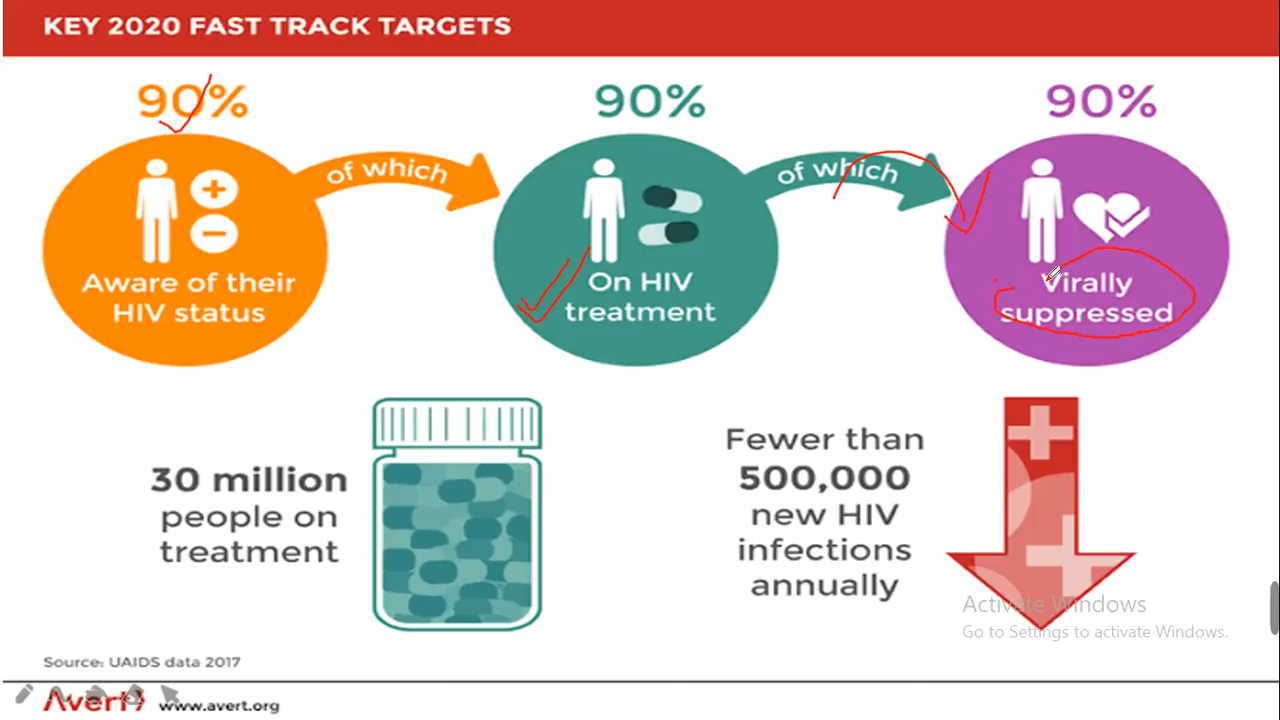 KEY 2020 FAST TRACK TARGETS
90%
90%
90%
of which
of which
Aware of their
HIV status
On HIV
treatment
Virally
suppressed
30 million
people on
treatment
Fewer than
500,000
new HIV
infections
annually
Activate Windows
Go to Settings to activate Windows.
Source: UAIDS data 2017
Avert
www.avert.org